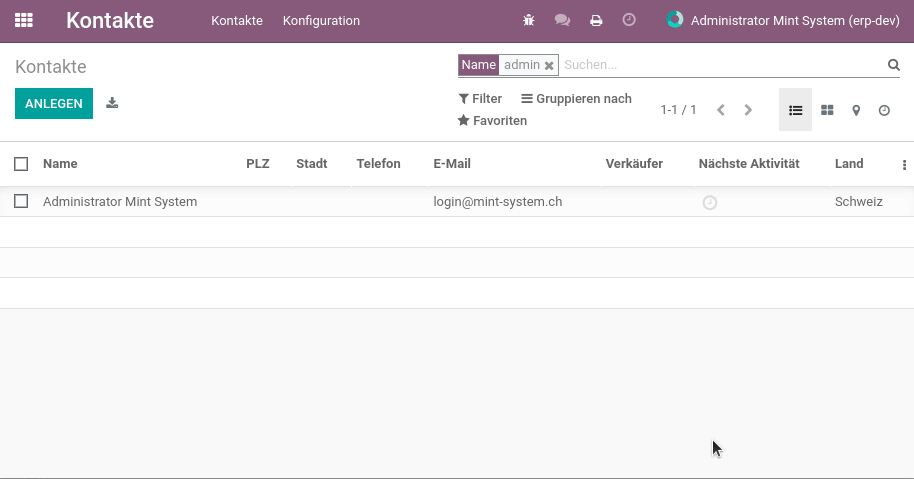 Kontakte Kontakte Konfiguration Administrator Mint System (erp-dev)
Kontakte Name admin Suchen...
ANLEGEN Filter Gruppieren nach 1-1 / 1
Favoriten
Name PLZ Stadt Telefon E-Mail Verkäufer Nächste Aktivität Land
Administrator Mint System login@mint-system.ch Schweiz